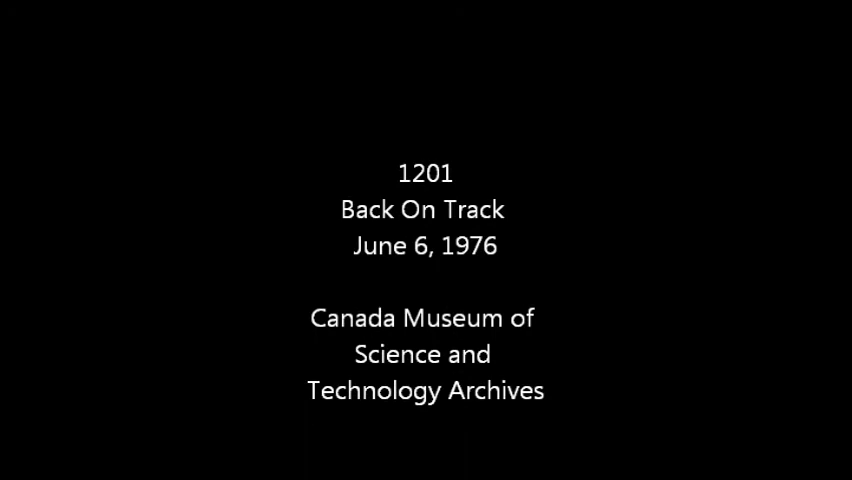 1201
Back On Track
June 6, 1976
Canada Museum of
Science and
Technology Archives